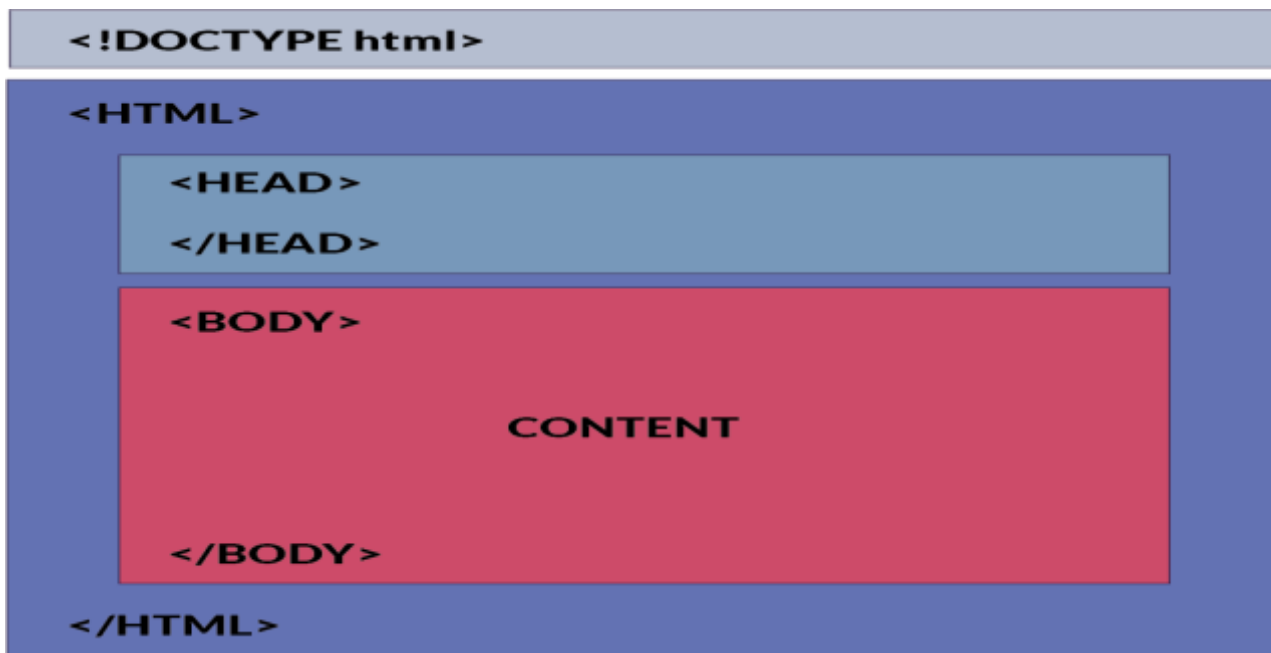 <!DOCTYPE html>
<HTML>
<HEAD>
</HEAD>
<BODY>
CONTENT
</BODY>
</HTML>